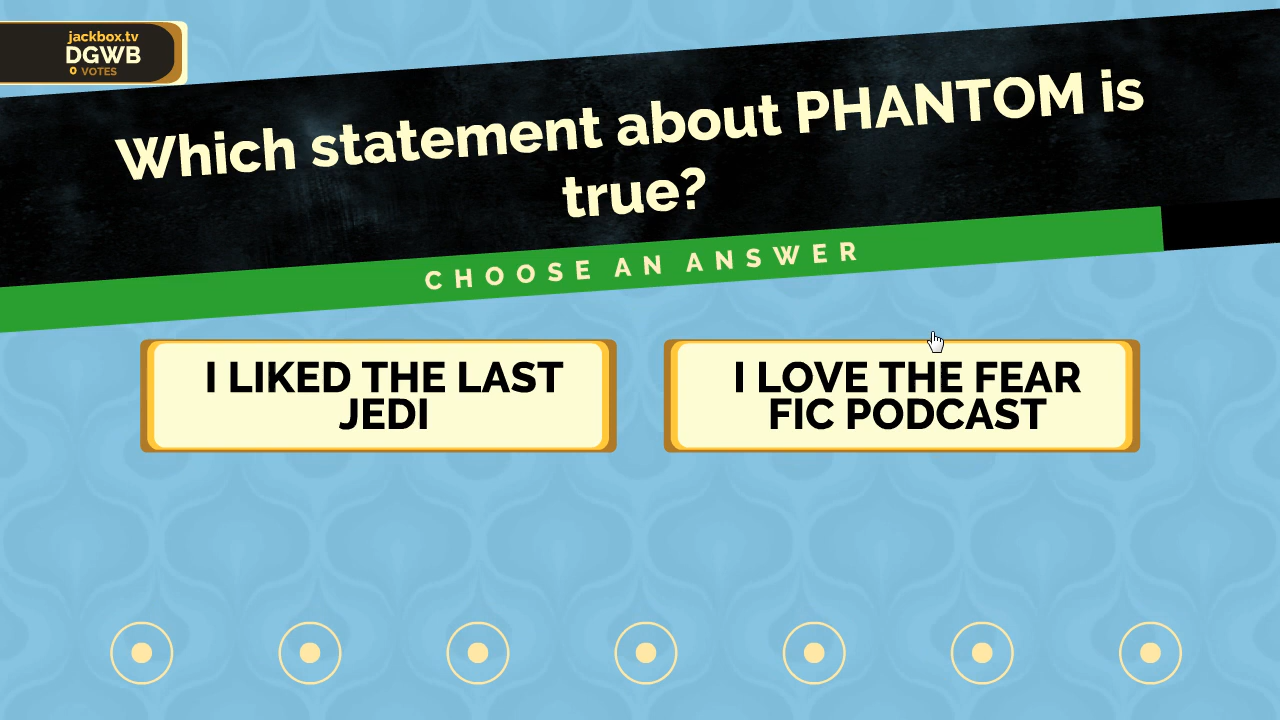 jackbox.tv
DGWB
0 VOTES
Which statement about PHANTOM is
true?
CHOOSE AN ANSWER
I LIKED THE LAST
JEDI
I LOVE THE FEAR
FIC PODCAST